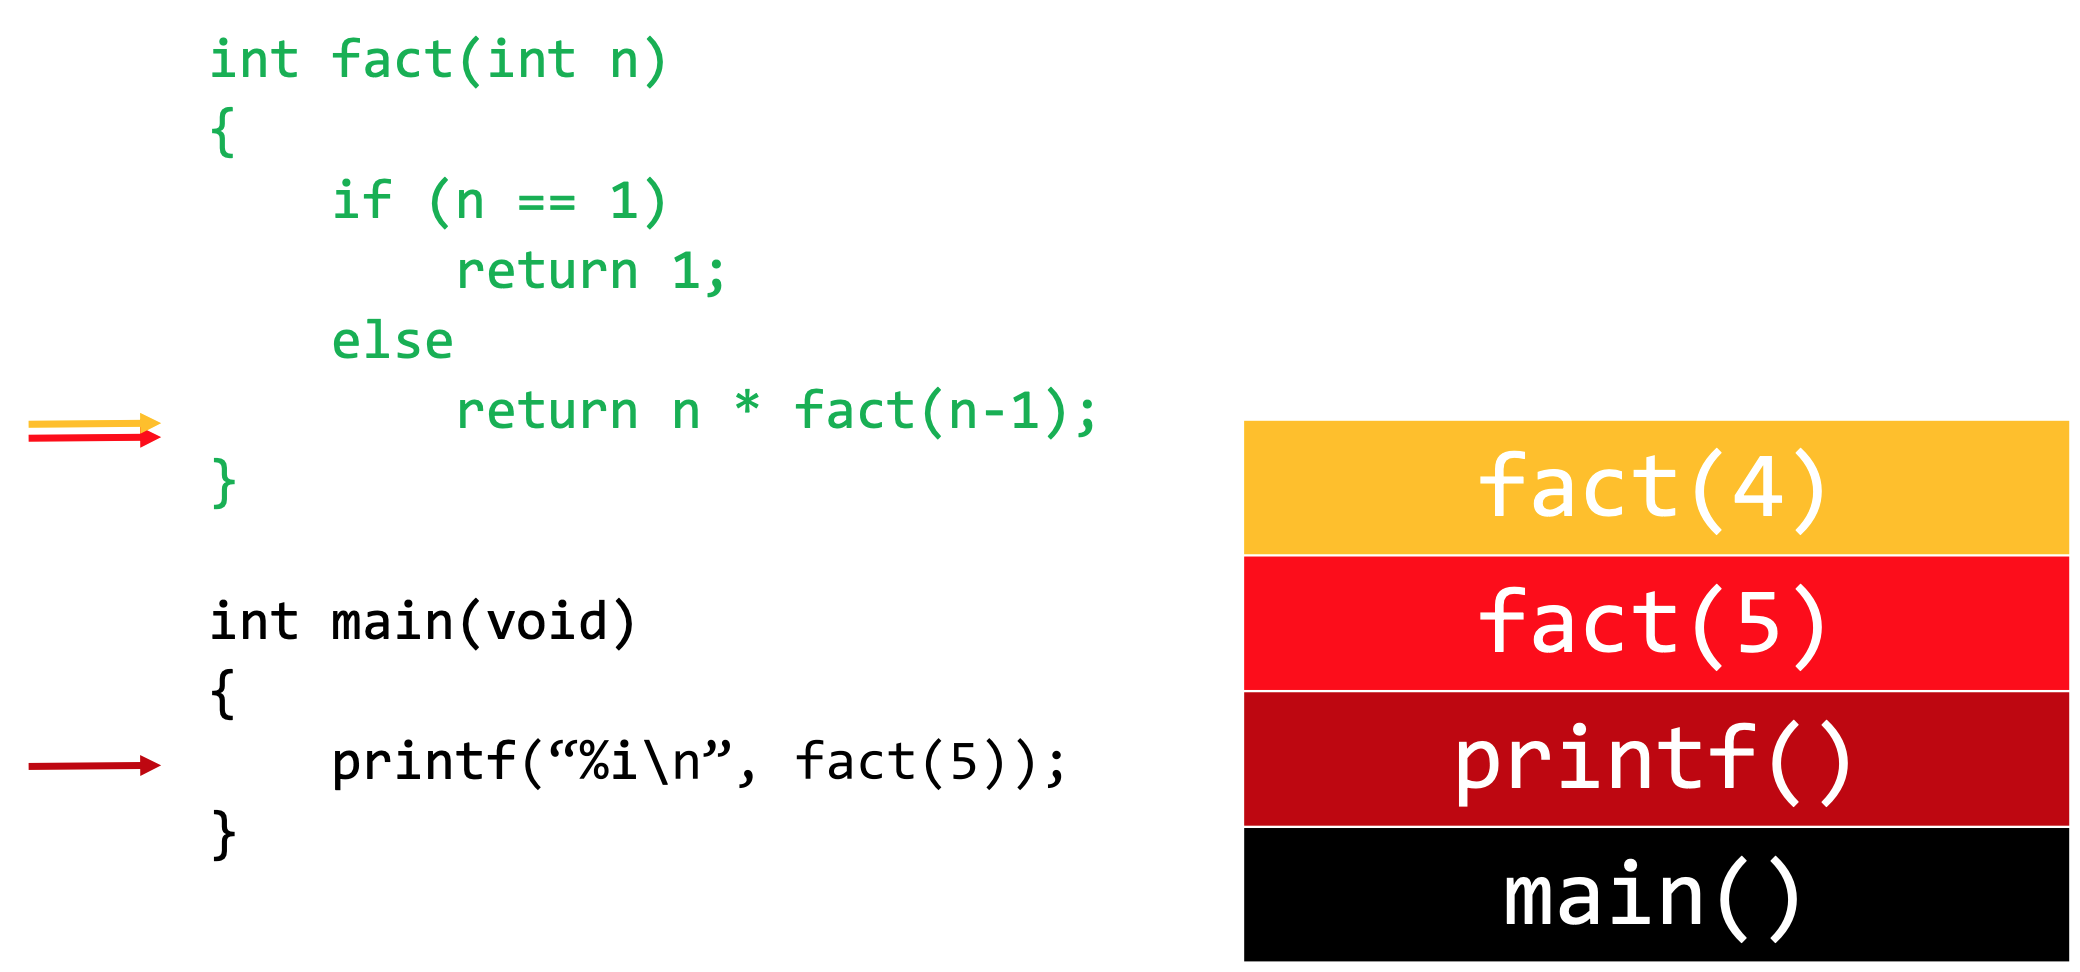 int fact(int n)
{
    if (n == 1)
        return 1;
    else
        return n * fact(n-1);
}
int main(void)
{
    printf(“%i\n”, fact(5));
}
fact(4)
fact(5)
printf()
main()